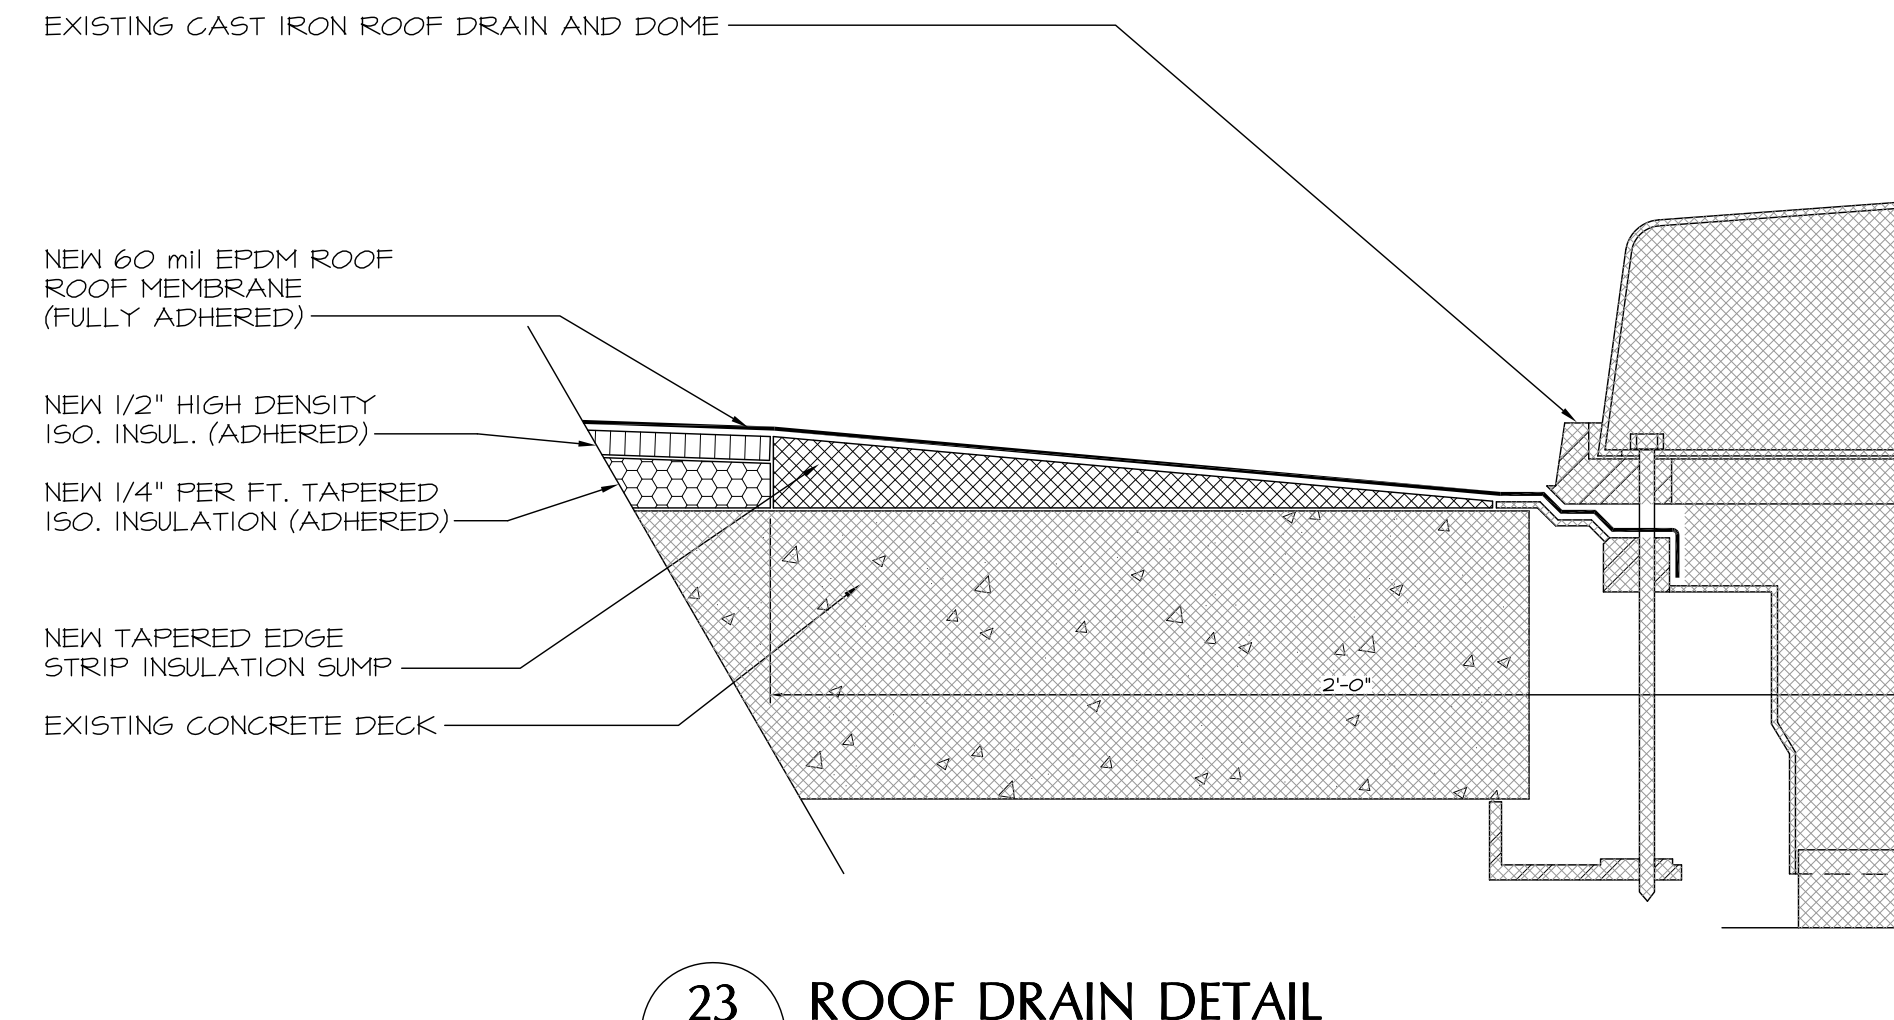 EXISTING CAST IRON ROOF DRAIN AND DOME
NEW 60 mil EPDM ROOF
ROOF MEMBRANE
(FULLY ADHERED)
NEW 1/2" HIGH DENSITY
ISO. INSUL. (ADHERED)
NEW 1/4" PER FT. TAPERED
ISO. INSULATION (ADHERED)
NEW TAPERED EDGE
STRIP INSULATION SUMP
2'-0"
EXISTING CONCRETE DECK
23
ROOF DRAIN DETAIL